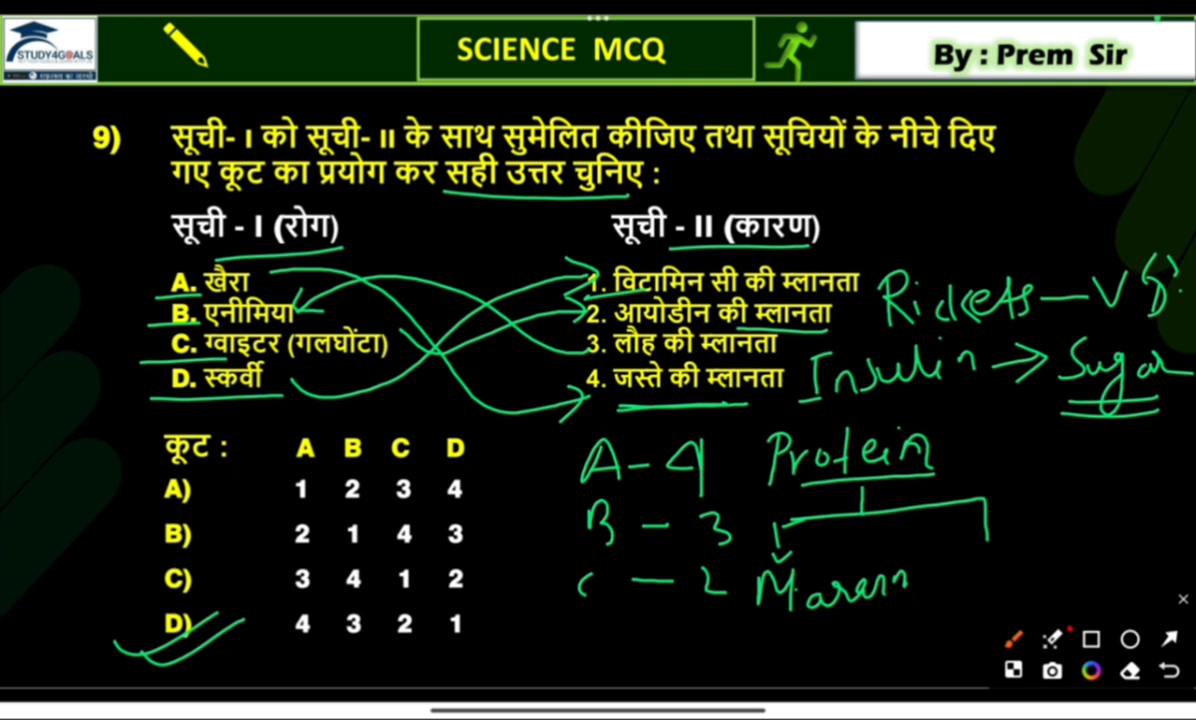 STUDY4GOALS
SCIENCE MCQ
By : Prem Sir
9) सूची- I को सूची- II के साथ सुमेलित कीजिए तथा सूचियों के नीचे दिए
गए कूट का प्रयोग कर सही उत्तर चुनिए :
सूची - I (रोग) सूची - II (कारण)
A. खैरा 1. विटामिन सी की म्लानता
B. एनीमिया 2. आयोडीन की म्लानता
C. ग्वाइटर (गलघोंटा) 3. लौह की म्लानता
D. स्कर्वी 4. जस्ते की म्लानता
Rickets — V D
Insulin → Sugar
कूट : A B C D
A) 1 2 3 4
B) 2 1 4 3
C) 3 4 1 2
D) 4 3 2 1
A - 4 Protein
B - 3
C - 2